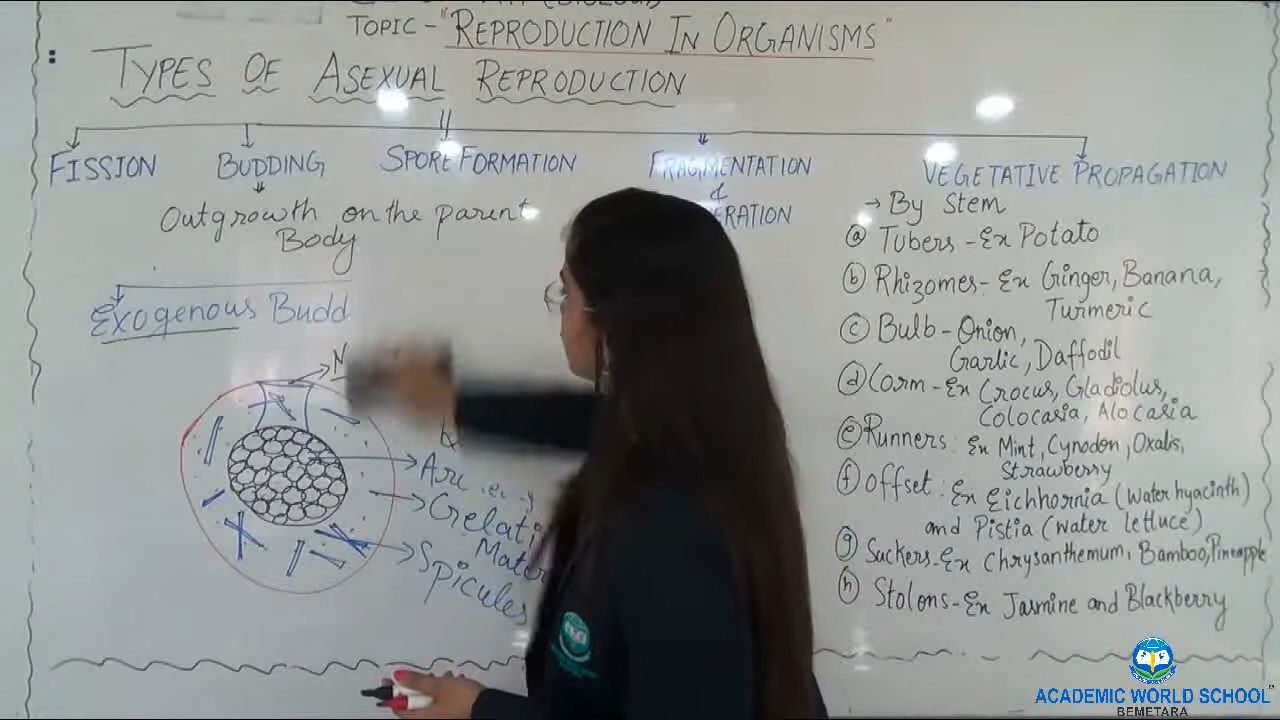 TOPIC - "REPRODUCTION IN ORGANISMS"
TYPES OF ASEXUAL REPRODUCTION
FISSION
BUDDING
SPORE FORMATION
FRAGMENTATION
&
VEGETATIVE PROPAGATION
Outgrowth on the parent
Body
Exogenous Budd
Gelati
Mater
Spicules
→ By Stem
(a) Tubers - Ex Potato
(b) Rhizomes - Ex Ginger, Banana,
Turmeric
(c) Bulb - Onion,
Garlic, Daffodil
(d) Corm - Ex Crocus, Gladiolus,
Colocasia, Alocasia
(e) Runners : Ex Mint, Cynodon, Oxalis,
Strawberry
(f) Offset : Ex Eichhornia (water hyacinth)
and Pistia (water lettuce)
(g) Suckers - Ex Chrysanthemum, Bamboo, Pineapple
(h) Stolons - Ex Jasmine and Blackberry
ACADEMIC WORLD SCHOOL"
BEMETARA